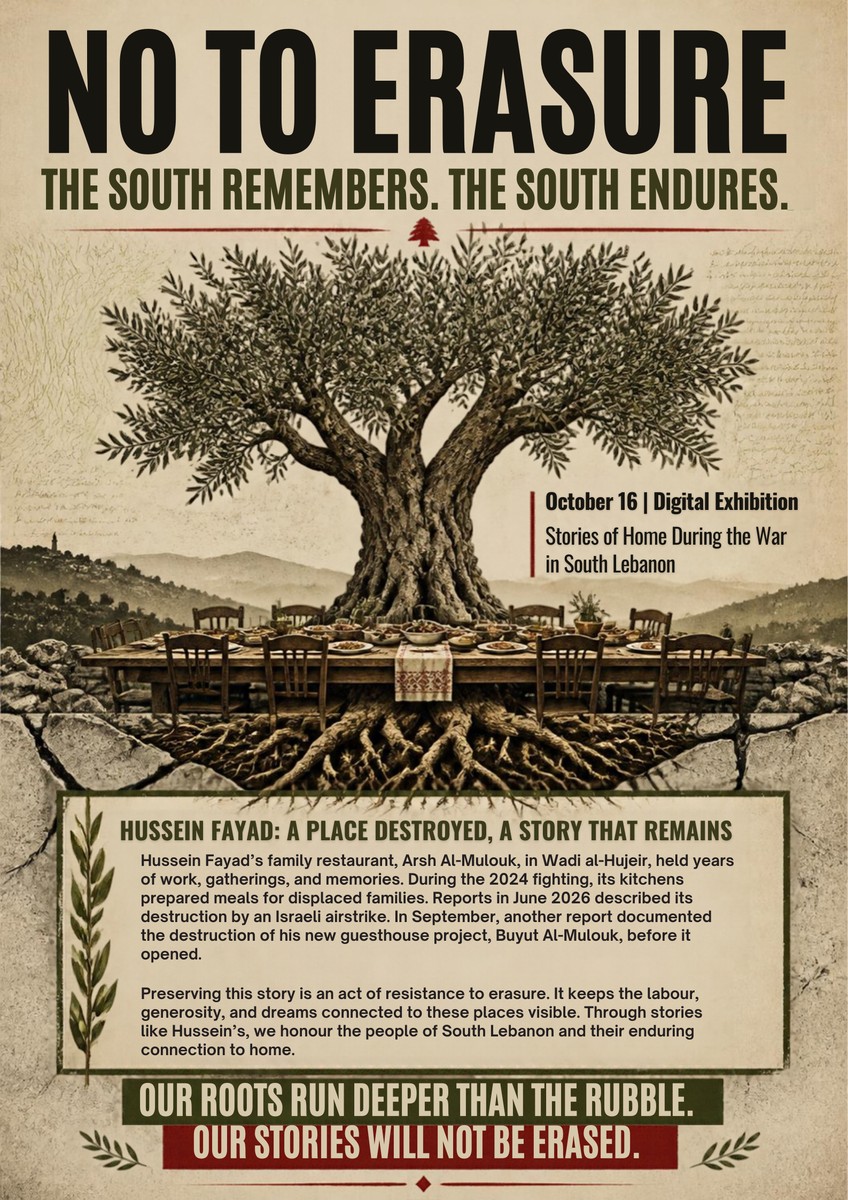 NO TO ERASURE
THE SOUTH REMEMBERS. THE SOUTH ENDURES.
October 16 | Digital Exhibition
Stories of Home During the War
in South Lebanon
HUSSEIN FAYAD: A PLACE DESTROYED, A STORY THAT REMAINS
Hussein Fayad's family restaurant, Arsh Al-Mulouk, in Wadi al-Hujeir, held years
of work, gatherings, and memories. During the 2024 fighting, its kitchens
prepared meals for displaced families. Reports in June 2026 described its
destruction by an Israeli airstrike. In September, another report documented
the destruction of his new guesthouse project, Buyut Al-Mulouk, before it
opened.
Preserving this story is an act of resistance to erasure. It keeps the labour,
generosity, and dreams connected to these places visible. Through stories
like Hussein's, we honour the people of South Lebanon and their enduring
connection to home.
OUR ROOTS RUN DEEPER THAN THE RUBBLE.
OUR STORIES WILL NOT BE ERASED.